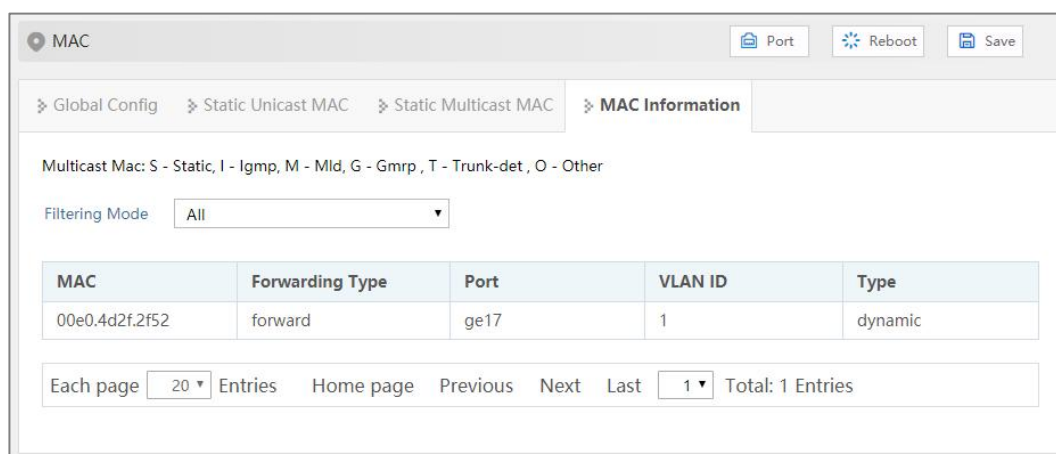 MAC Port Reboot Save
Global Config Static Unicast MAC Static Multicast MAC MAC Information
Multicast Mac: S - Static, I - Igmp, M - Mld, G - Gmrp , T - Trunk-det , O - Other
Filtering Mode All
MAC Forwarding Type Port VLAN ID Type
00e0.4d2f.2f52 forward ge17 1 dynamic
Each page 20 Entries Home page Previous Next Last 1 Total: 1 Entries